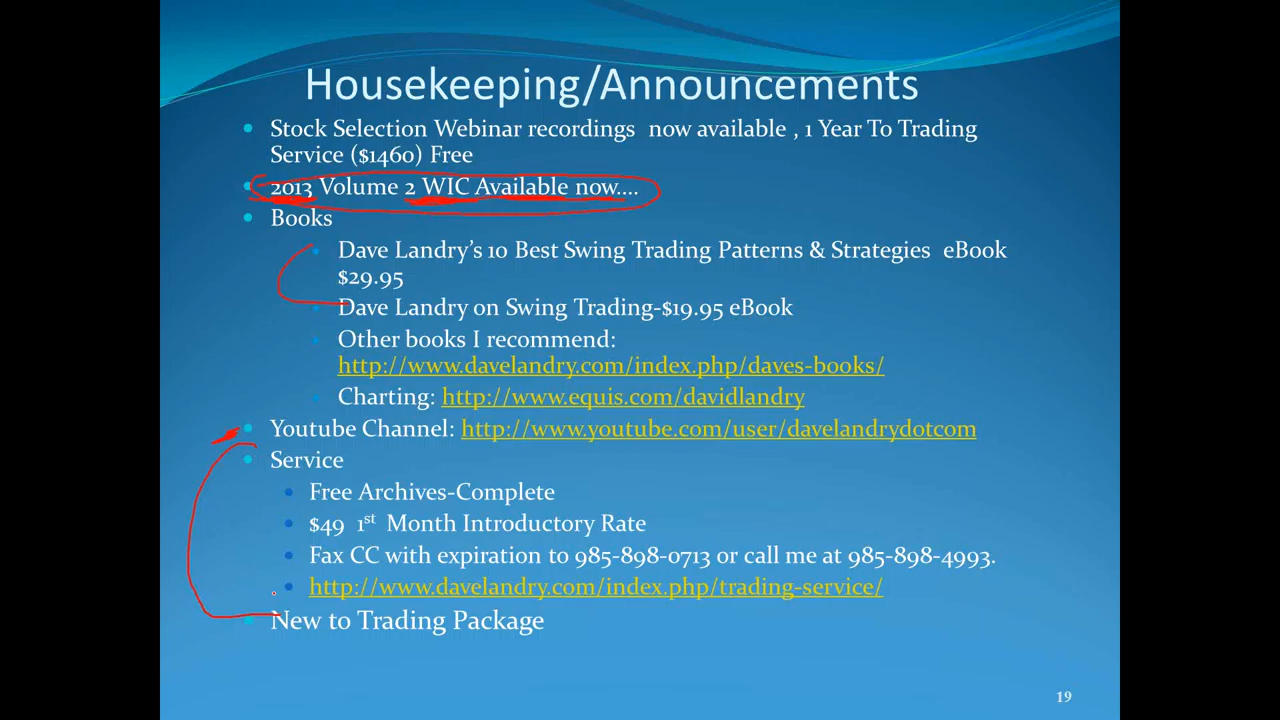 Housekeeping/Announcements
• Stock Selection Webinar recordings now available , 1 Year To Trading
Service ($1460) Free
• 2013 Volume 2 WIC Available now....
• Books
• Dave Landry's 10 Best Swing Trading Patterns & Strategies eBook
$29.95
• Dave Landry on Swing Trading-$19.95 eBook
• Other books I recommend:
http://www.davelandry.com/index.php/daves-books/
• Charting: http://www.equis.com/davidlandry
• Youtube Channel: http://www.youtube.com/user/davelandrydotcom
• Service
• Free Archives-Complete
• $49 1st Month Introductory Rate
• Fax CC with expiration to 985-898-0713 or call me at 985-898-4993.
• http://www.davelandry.com/index.php/trading-service/
• New to Trading Package
19